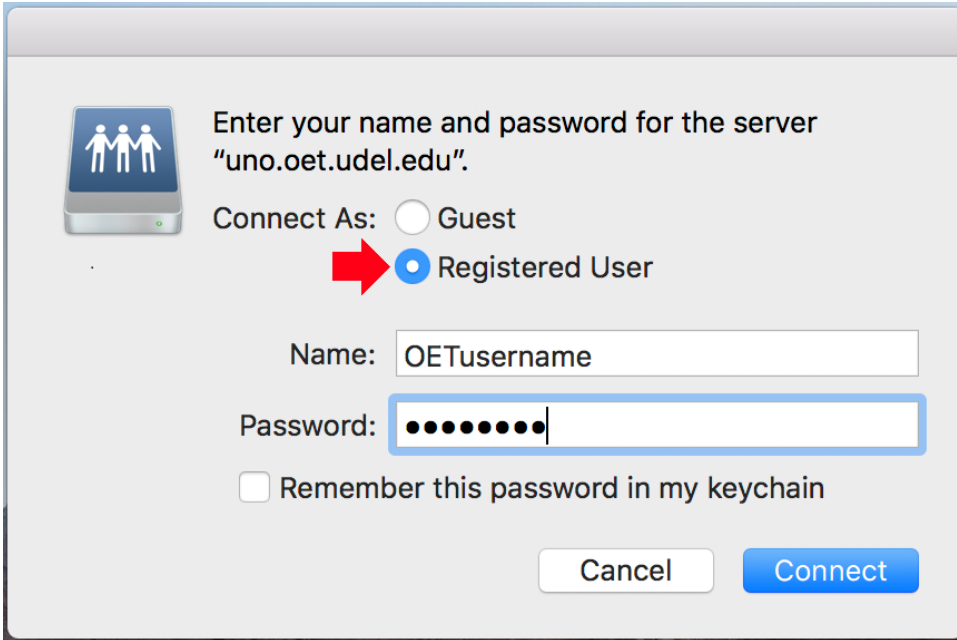 Enter your name and password for the server
“uno.oet.udel.edu”.
Connect As: Guest
Registered User
Name: OETusername
Password: ••••••••
Remember this password in my keychain
Cancel Connect